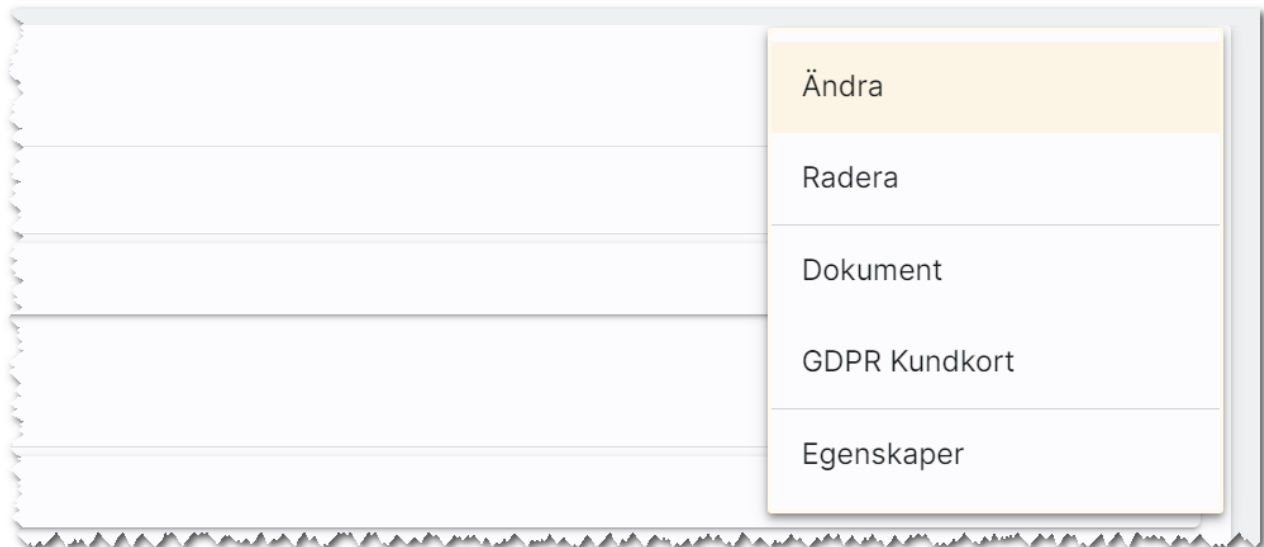 Ändra
Radera
Dokument
GDPR Kundkort
Egenskaper